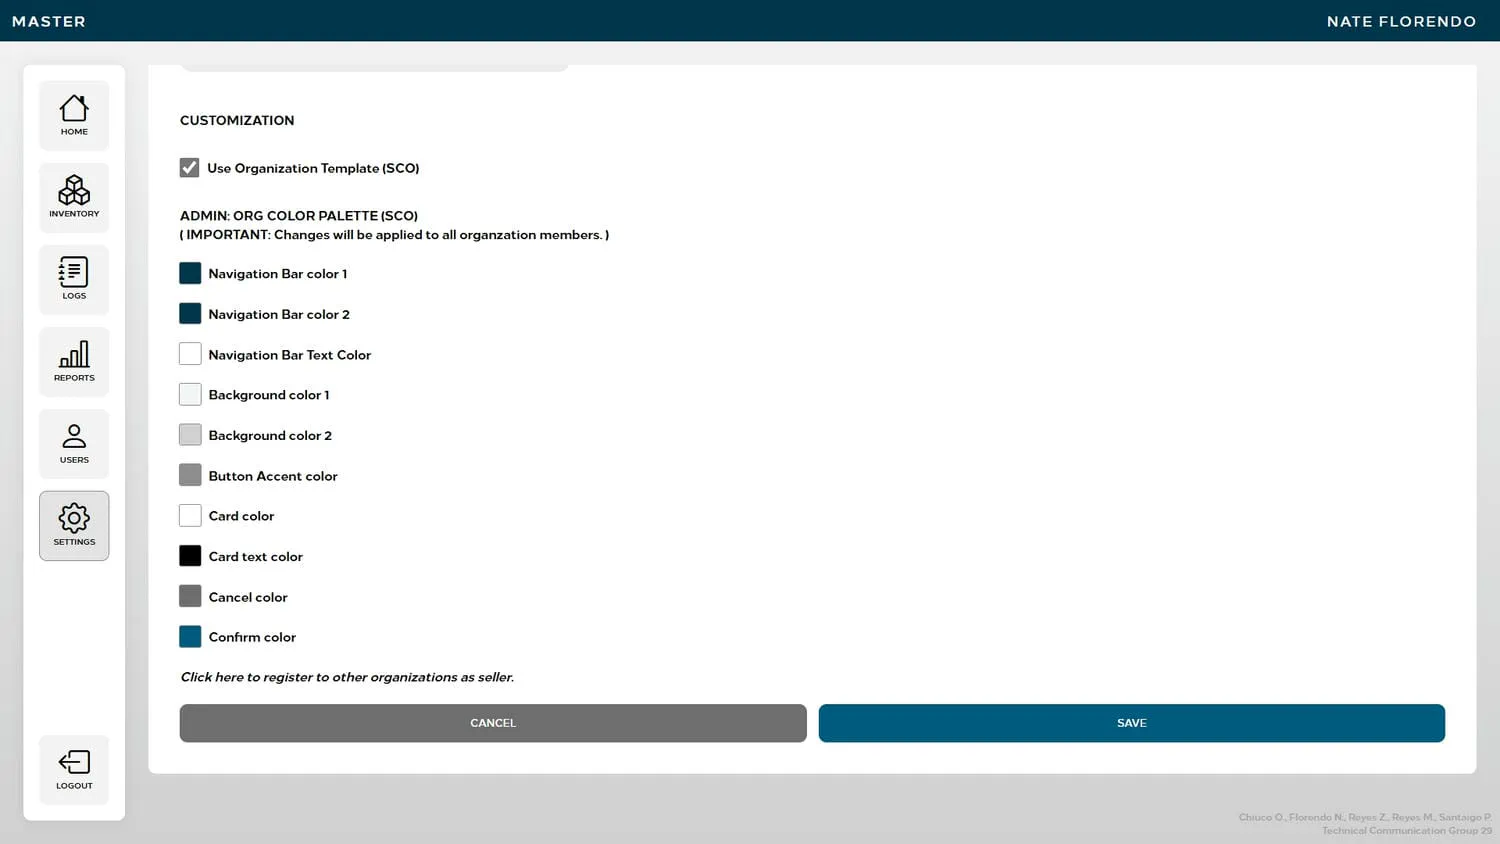 MASTER
NATE FLORENDO
HOME
INVENTORY
LOGS
REPORTS
USERS
SETTINGS
LOGOUT
CUSTOMIZATION
Use Organization Template (SCO)
ADMIN: ORG COLOR PALETTE (SCO)
( IMPORTANT: Changes will be applied to all organzation members. )
Navigation Bar color 1
Navigation Bar color 2
Navigation Bar Text Color
Background color 1
Background color 2
Button Accent color
Card color
Card text color
Cancel color
Confirm color
Click here to register to other organizations as seller.
CANCEL
SAVE
Chiuco O., Florendo N., Reyes Z., Reyes M., Santaigo P.
Technical Communication Group 29